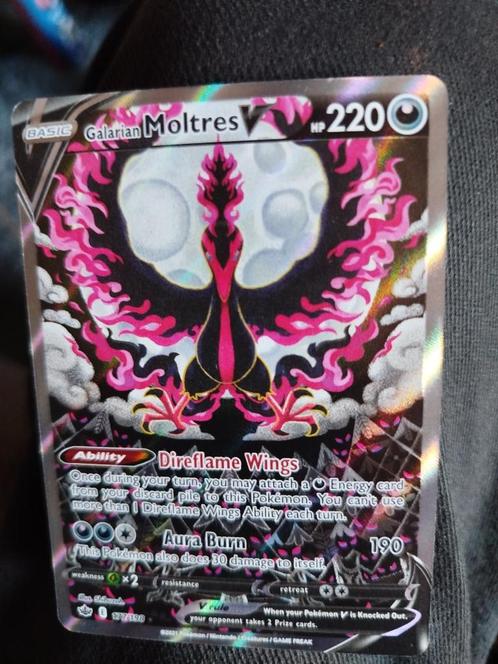 BASIC
Galarian Moltres V HP 220
Ability Direflame Wings
Once during your turn, you may attach a Energy card
from your discard pile to this Pokémon. You can't use
more than 1 Direflame Wings Ability each turn.
Aura Burn 190
This Pokémon also does 30 damage to itself.
weakness ×2 resistance retreat
V rule When your Pokémon V is Knocked Out,
your opponent takes 2 Prize cards.
Illus.
177/198
©2021 Pokémon / Nintendo / Creatures / GAME FREAK